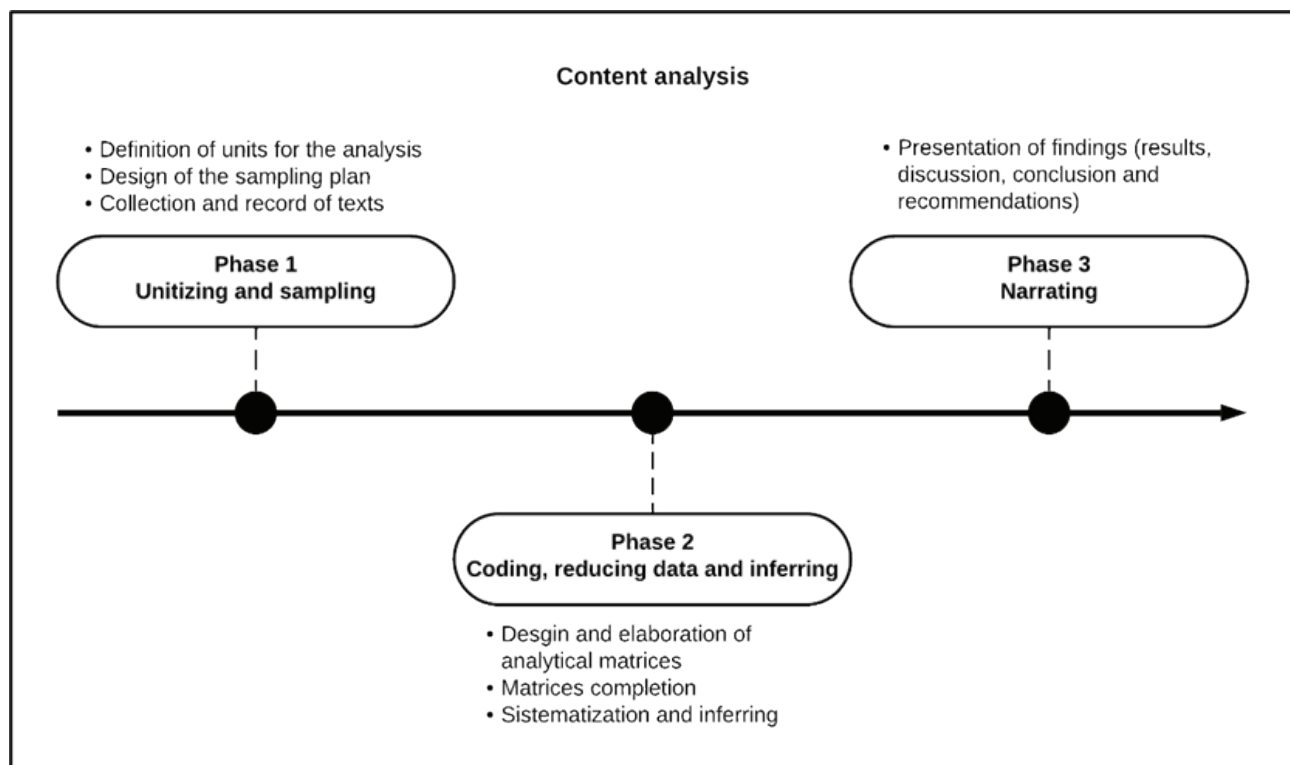 Content analysis
• Definition of units for the analysis
• Design of the sampling plan
• Collection and record of texts
Phase 1
Unitizing and sampling
• Presentation of findings (results,
discussion, conclusion and
recommendations)
Phase 3
Narrating
Phase 2
Coding, reducing data and inferring
• Desgin and elaboration of
analytical matrices
• Matrices completion
• Sistematization and inferring